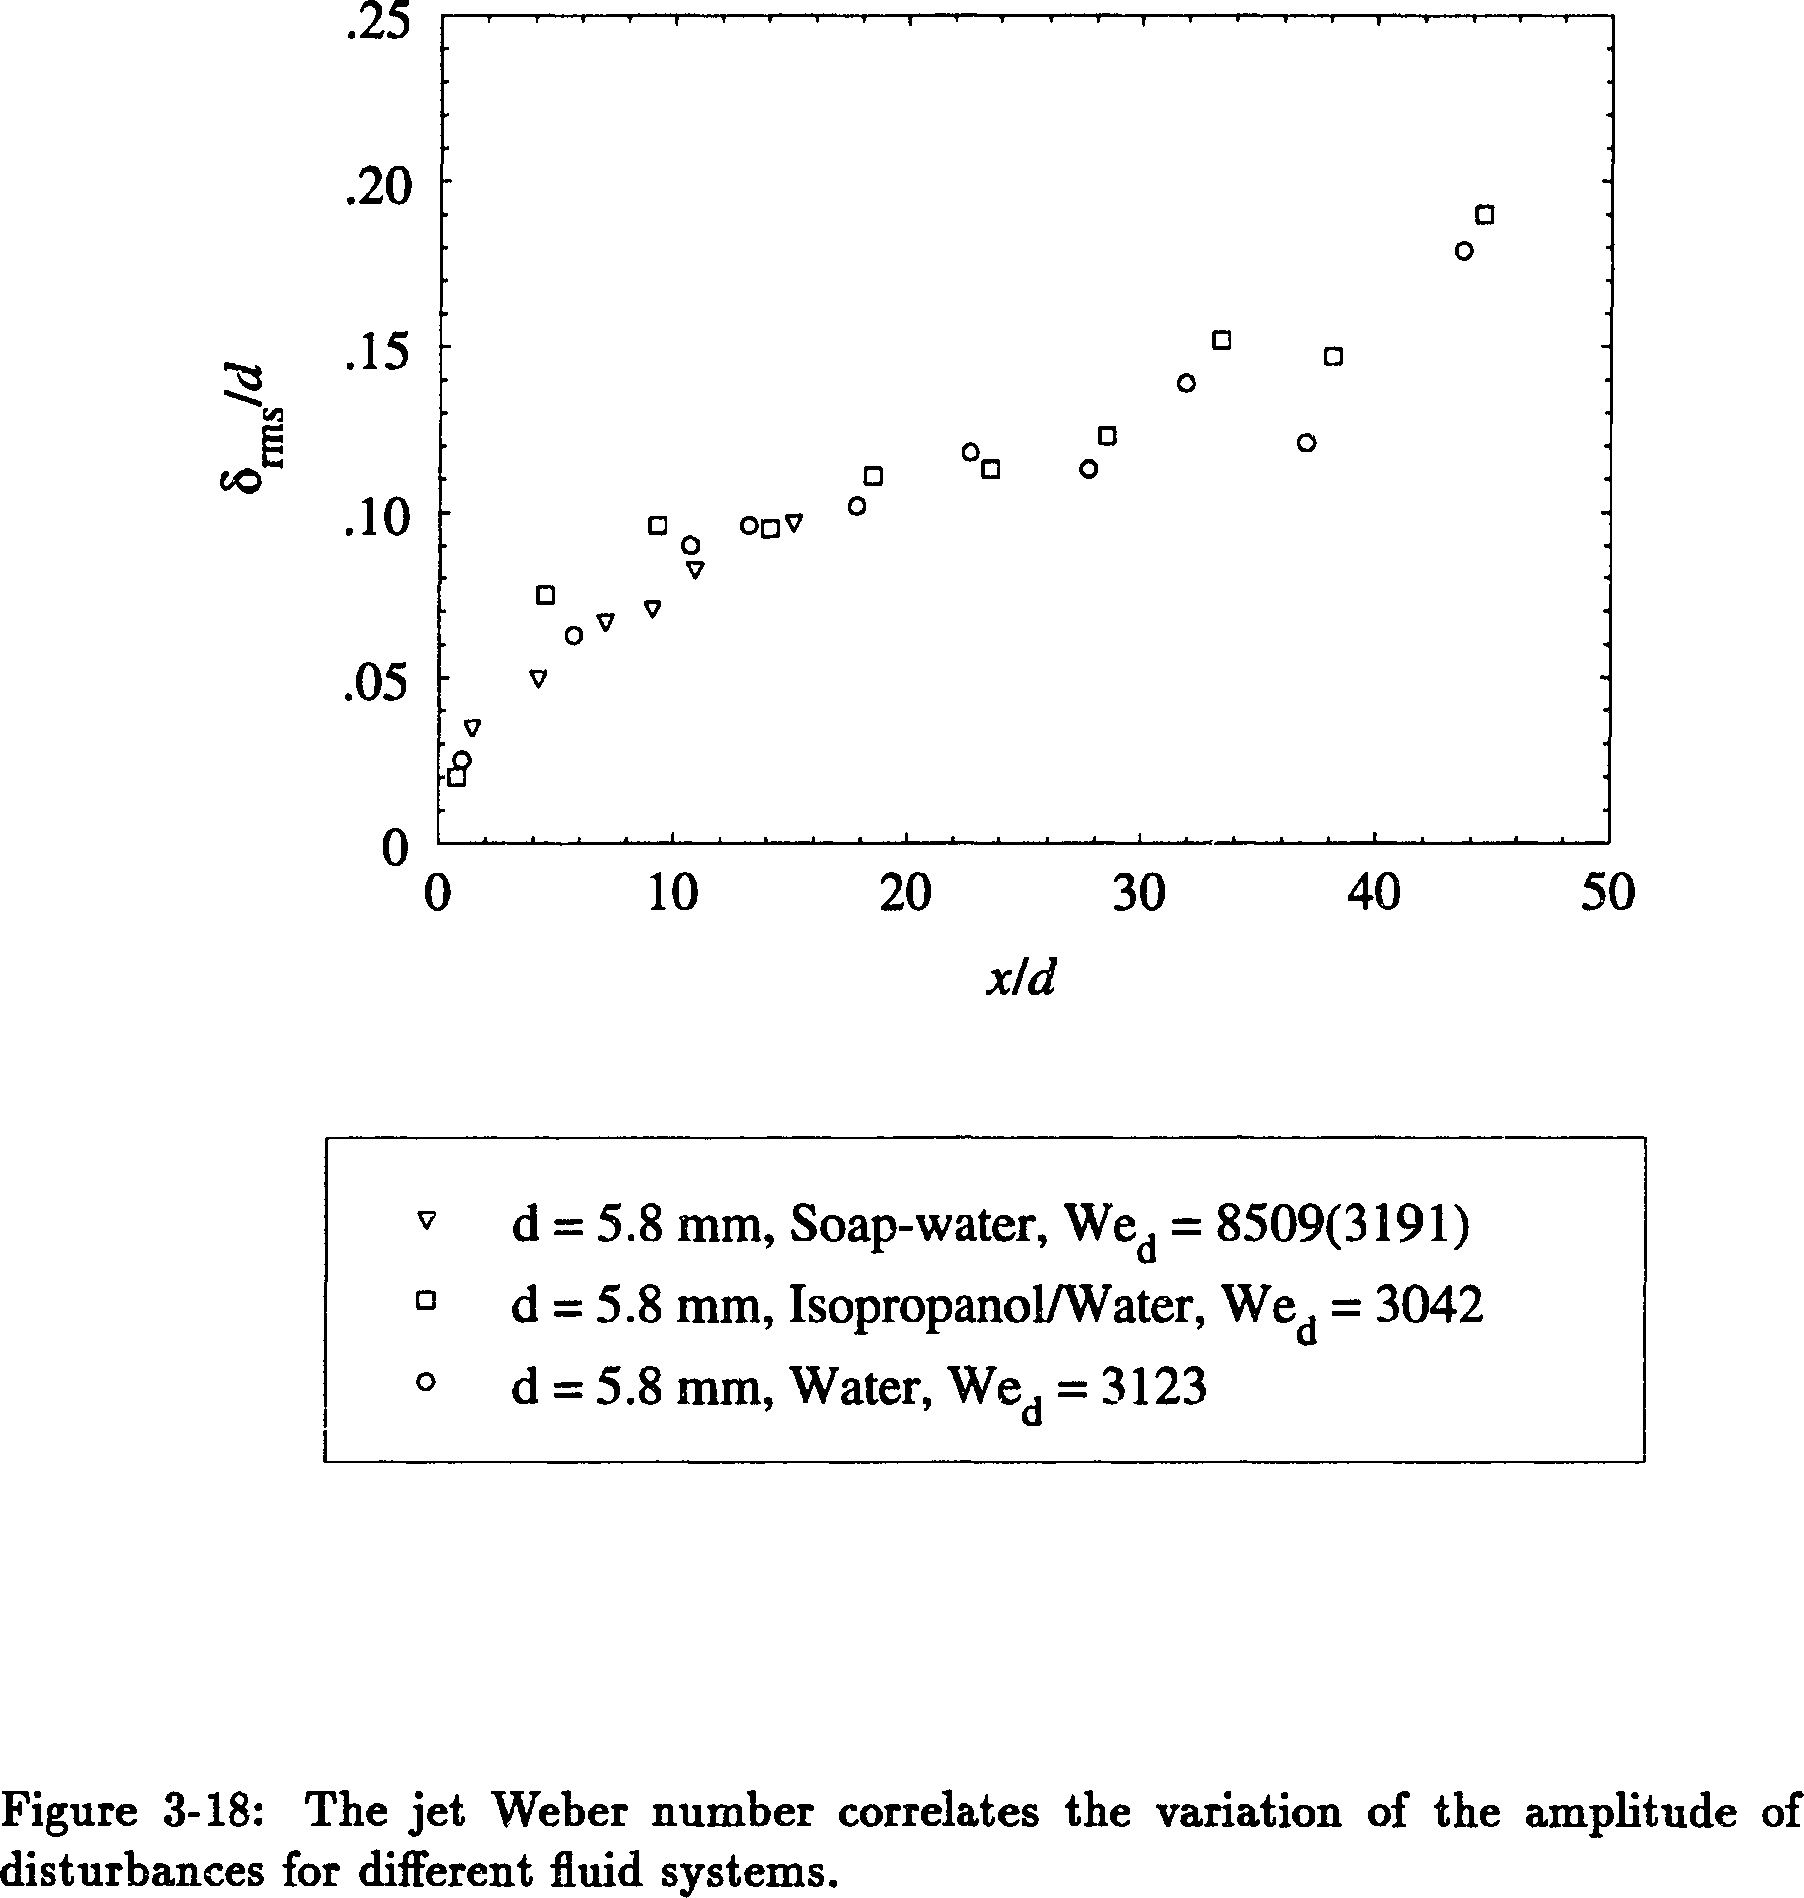 .25
.20
.15
.10
.05
0
δrms/d
0 10 20 30 40 50
x/d
d = 5.8 mm, Soap-water, Wed = 8509(3191)
d = 5.8 mm, Isopropanol/Water, Wed = 3042
d = 5.8 mm, Water, Wed = 3123
Figure 3-18: The jet Weber number correlates the variation of the amplitude of
disturbances for different fluid systems.